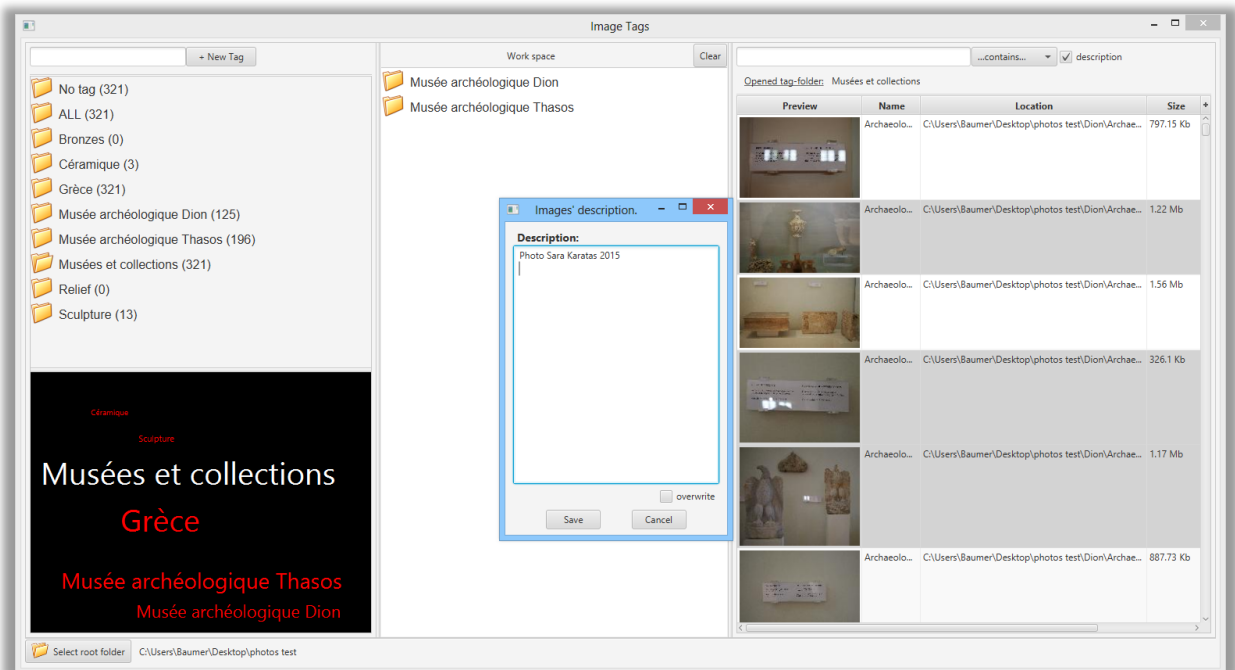 Image Tags
+ New Tag
No tag (321)
ALL (321)
Bronzes (0)
Céramique (3)
Grèce (321)
Musée archéologique Dion (125)
Musée archéologique Thasos (196)
Musées et collections (321)
Relief (0)
Sculpture (13)
Céramique
Sculpture
Musées et collections
Grèce
Musée archéologique Thasos
Musée archéologique Dion
Work space
Clear
Musée archéologique Dion
Musée archéologique Thasos
Images' description.
Description:
Photo Sara Karatas 2015
overwrite
Save Cancel
...contains... description
Opened tag-folder: Musées et collections
Preview Name Location Size +
Archaeolo... C:\Users\Baumer\Desktop\photos test\Dion\Archae... 797.15 Kb
Archaeolo... C:\Users\Baumer\Desktop\photos test\Dion\Archae... 1.22 Mb
Archaeolo... C:\Users\Baumer\Desktop\photos test\Dion\Archae... 1.56 Mb
Archaeolo... C:\Users\Baumer\Desktop\photos test\Dion\Archae... 326.1 Kb
Archaeolo... C:\Users\Baumer\Desktop\photos test\Dion\Archae... 1.17 Mb
Archaeolo... C:\Users\Baumer\Desktop\photos test\Dion\Archae... 887.73 Kb
Select root folder C:\Users\Baumer\Desktop\photos test